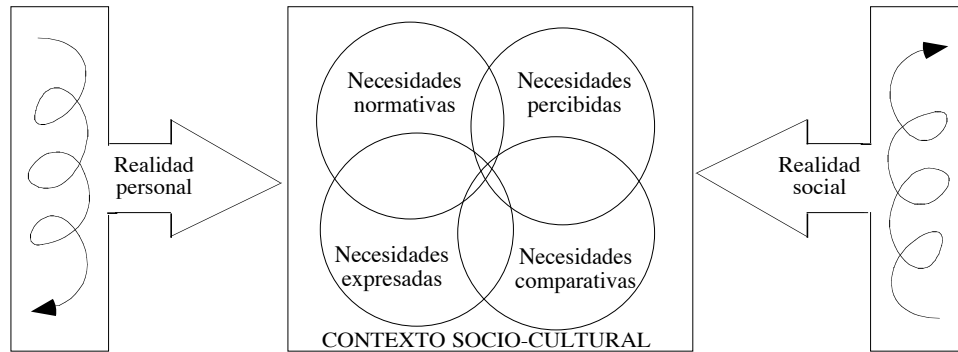 Necesidades
normativas
Necesidades
percibidas
Realidad
personal
Realidad
social
Necesidades
expresadas
Necesidades
comparativas
CONTEXTO SOCIO-CULTURAL